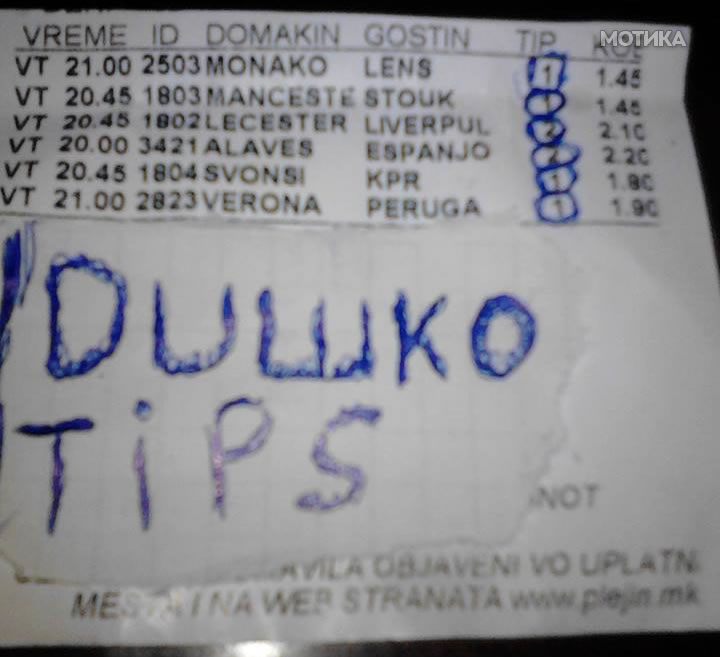 МОТИКА
VREME ID DOMAKIN GOSTIN TIP
VT 21.00 2503 MONAKO LENS 1 1.45
VT 20.45 1803 MANCESTE STOUK 1 1.45
VT 20.45 1802 LECESTER LIVERPUL 2 2.10
VT 20.00 3421 ALAVES ESPANJO 2 2.20
VT 20.45 1804 SVONSI KPR 1 1.80
VT 21.00 2823 VERONA PERUGA 1 1.90
Душко
TiPS
NOT
AVILA OBJAVENI VO UPLATNI
MESTA I NA WEB STRANATA www.plejin.mk